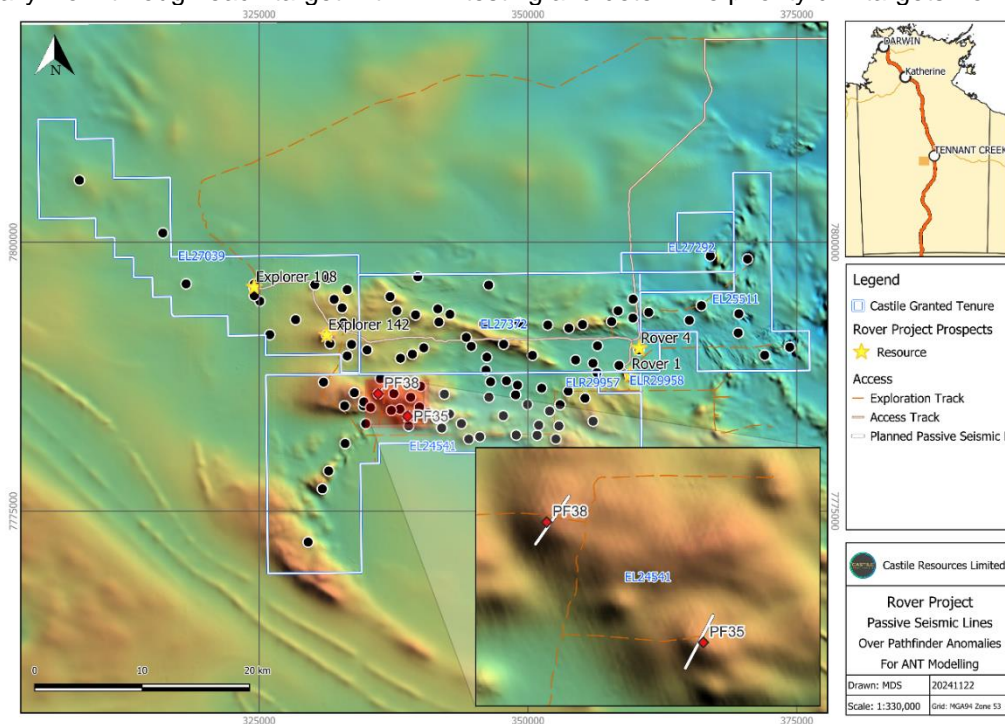 325000
350000
375000
N
DARWIN
Katherine
TENNANT CREEK
7800000
7800000
EL27039
EL27292
Explorer 108
EL25511
Explorer 142
EL27372
Rover 4
Rover 1
ELR29957
ELR29958
PF38
PF35
EL24541
7775000
7775000
PF38
EL24541
PF35
0
10
20 km
325000
350000
375000
Legend
Castile Granted Tenure
Rover Project Prospects
Resource
Access
Exploration Track
Access Track
Planned Passive Seismic
Castile Resources Limited
Rover Project
Passive Seismic Lines
Over Pathfinder Anomalies
For ANT Modelling
Drawn: MDS
20241122
Scale: 1:330,000
Grid: MGA94 Zone 53